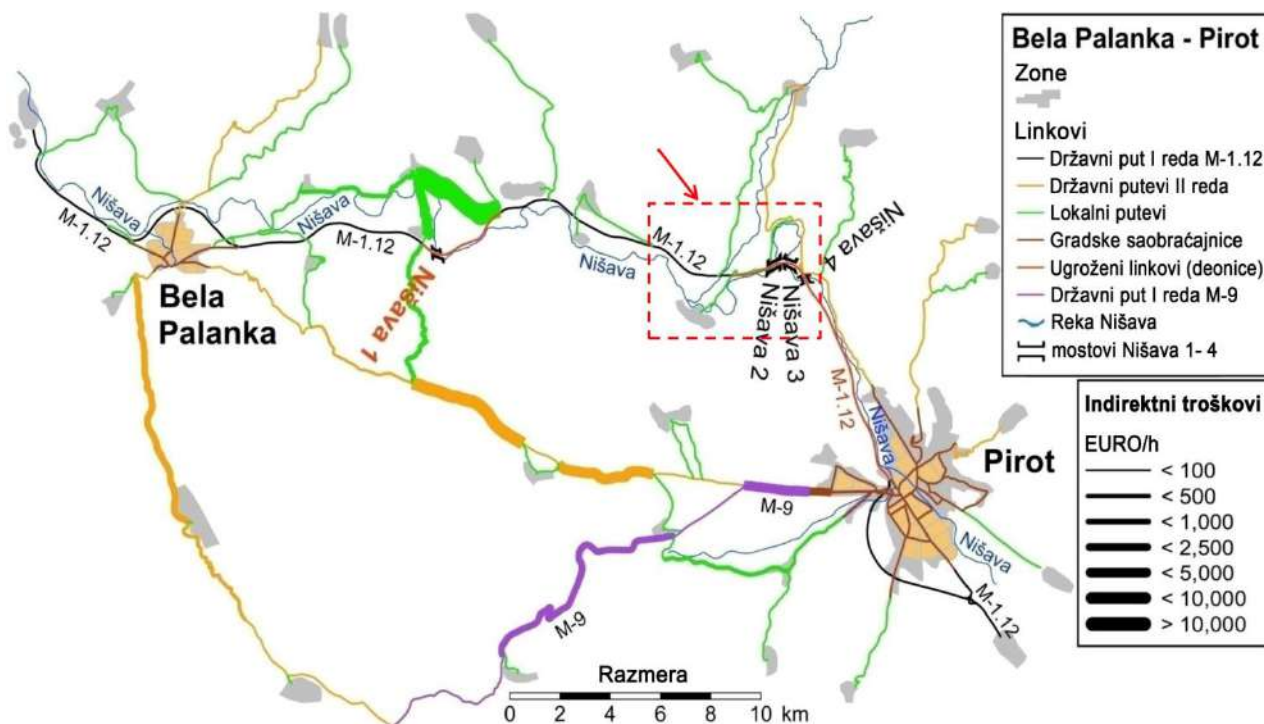 Bela Palanka - Pirot
Zone
Linkovi
Državni put I reda M-1.12
Državni putevi II reda
Lokalni putevi
Gradske saobraćajnice
Ugroženi linkovi (deonice)
Državni put I reda M-9
Reka Nišava
mostovi Nišava 1- 4
Indirektni troškovi
EURO/h
< 100
< 500
< 1,000
< 2,500
< 5,000
< 10,000
> 10,000
Nišava
M-1.12
Nišava
M-1.12
Bela
Palanka
Nišava 1
M-1.12
Nišava
Nišava 2
Nišava 3
Nišava 4
M-1.12
Nišava
Pirot
M-9
Nišava
M-1.12
M-9
Razmera
0 2 4 6 8 10 km